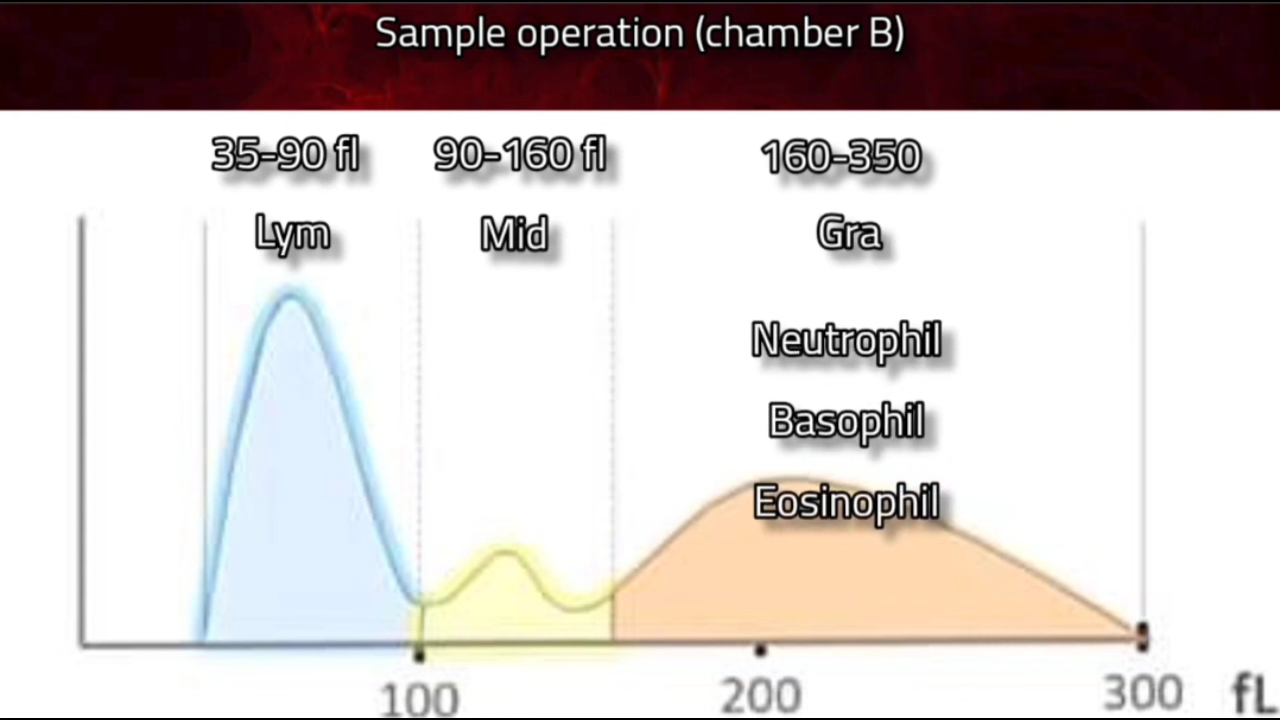 Sample operation (chamber B)
35-90 fl 90-160 fl 160-350
Lym Mid Gra
Neutrophil
Basophil
Eosinophil
100 200 300 fL